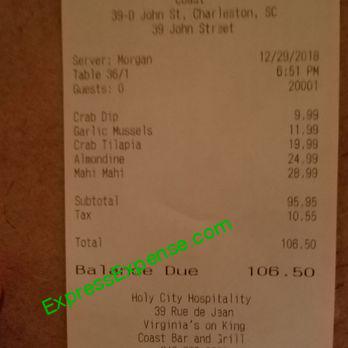 Coast
39-D John St, Charleston, SC
39 John Street
Server: Morgan 12/29/2018
Table 36/1 6:51 PM
Guests: 0 20001
Crab Dip 9.99
Garlic Mussels 11.99
Crab Tilapia 19.99
Almondine 24.99
Mahi Mahi 28.99
Subtotal 95.95
Tax 10.55
Total 106.50
Balance Due 106.50
ExpressExpense.com
Holy City Hospitality
39 Rue de Jean
Virginia's on King
Coast Bar and Grill